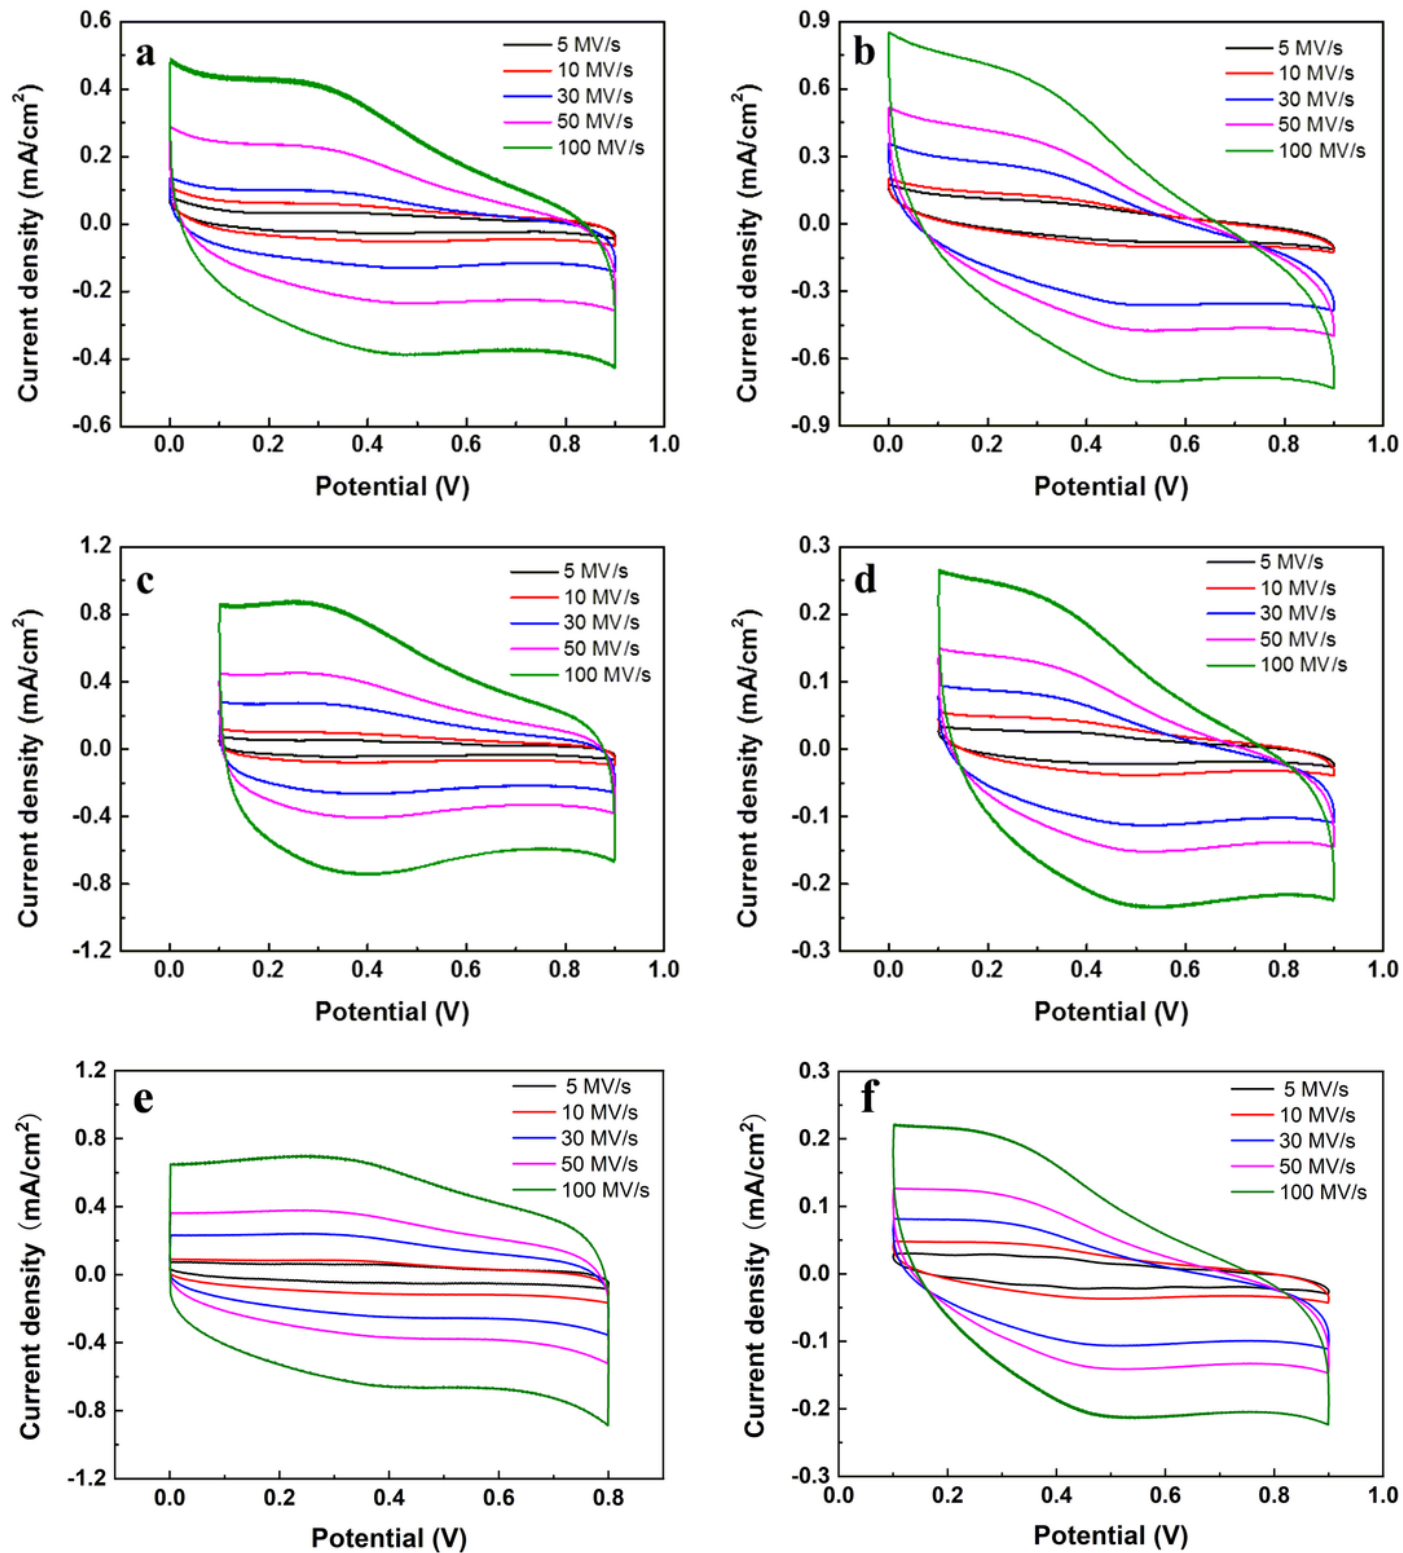 a
5 MV/s
10 MV/s
30 MV/s
50 MV/s
100 MV/s
0.6
0.4
0.2
0.0
-0.2
-0.4
-0.6
Current density (mA/cm²)
0.0 0.2 0.4 0.6 0.8 1.0
Potential (V)
b
5 MV/s
10 MV/s
30 MV/s
50 MV/s
100 MV/s
0.9
0.6
0.3
0.0
-0.3
-0.6
-0.9
Current density (mA/cm²)
0.0 0.2 0.4 0.6 0.8 1.0
Potential (V)
c
5 MV/s
10 MV/s
30 MV/s
50 MV/s
100 MV/s
1.2
0.8
0.4
0.0
-0.4
-0.8
-1.2
Current density (mA/cm²)
0.0 0.2 0.4 0.6 0.8 1.0
Potential (V)
d
5 MV/s
10 MV/s
30 MV/s
50 MV/s
100 MV/s
0.3
0.2
0.1
0.0
-0.1
-0.2
-0.3
Current density (mA/cm²)
0.0 0.2 0.4 0.6 0.8 1.0
Potential (V)
e
5 MV/s
10 MV/s
30 MV/s
50 MV/s
100 MV/s
1.2
0.8
0.4
0.0
-0.4
-0.8
-1.2
Current density（mA/cm²）
0.0 0.2 0.4 0.6 0.8
Potential (V)
f
5 MV/s
10 MV/s
30 MV/s
50 MV/s
100 MV/s
0.3
0.2
0.1
0.0
-0.1
-0.2
-0.3
Current density（mA/cm²）
0.0 0.2 0.4 0.6 0.8 1.0
Potential (V)